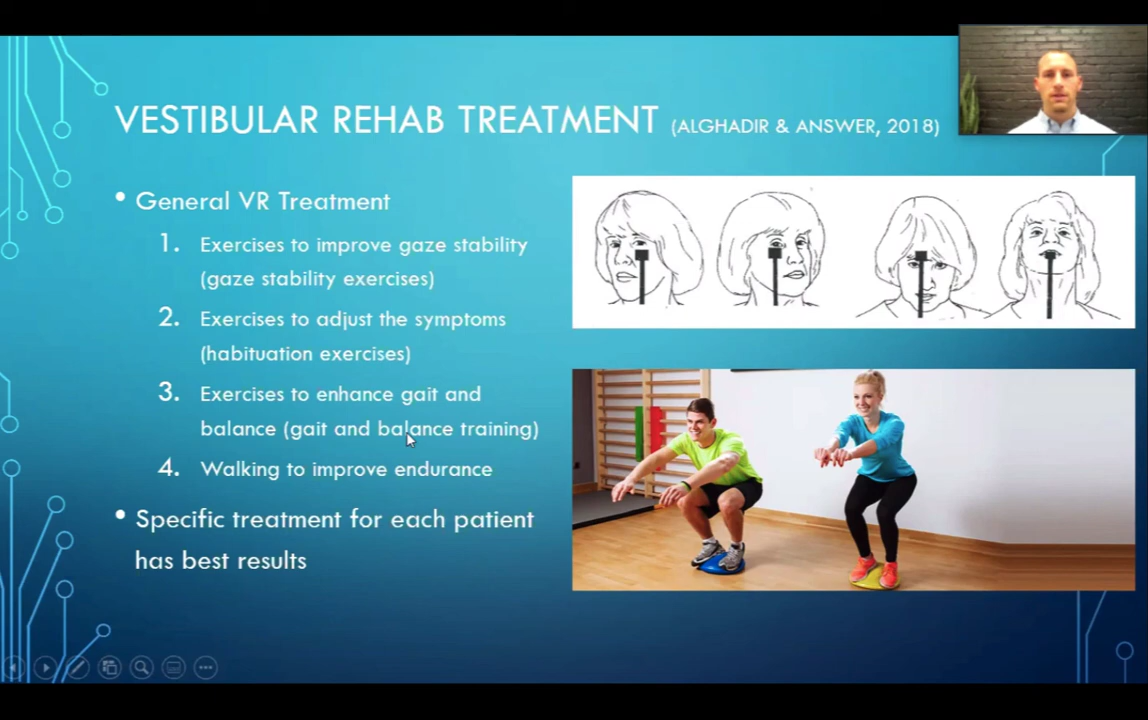 VESTIBULAR REHAB TREATMENT (ALGHADIR & ANSWER, 2018)
• General VR Treatment
1. Exercises to improve gaze stability
(gaze stability exercises)
2. Exercises to adjust the symptoms
(habituation exercises)
3. Exercises to enhance gait and
balance (gait and balance training)
4. Walking to improve endurance
• Specific treatment for each patient
has best results